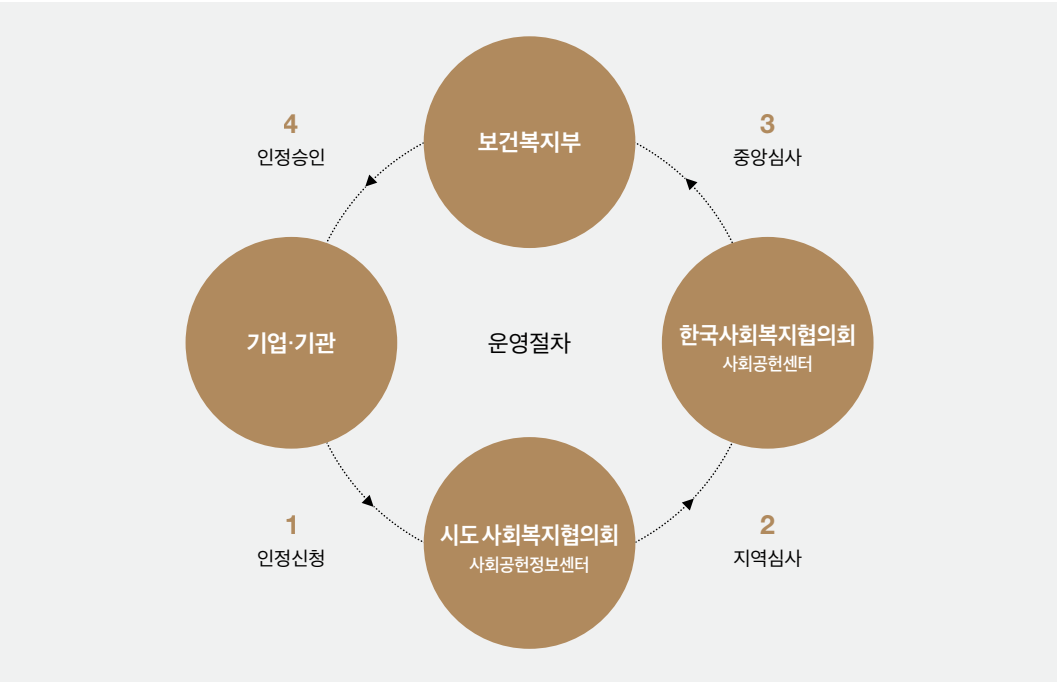 보건복지부
4
인정승인
3
중앙심사
기업·기관
운영절차
한국사회복지협의회
사회공헌센터
1
인정신청
시도 사회복지협의회
사회공헌정보센터
2
지역심사